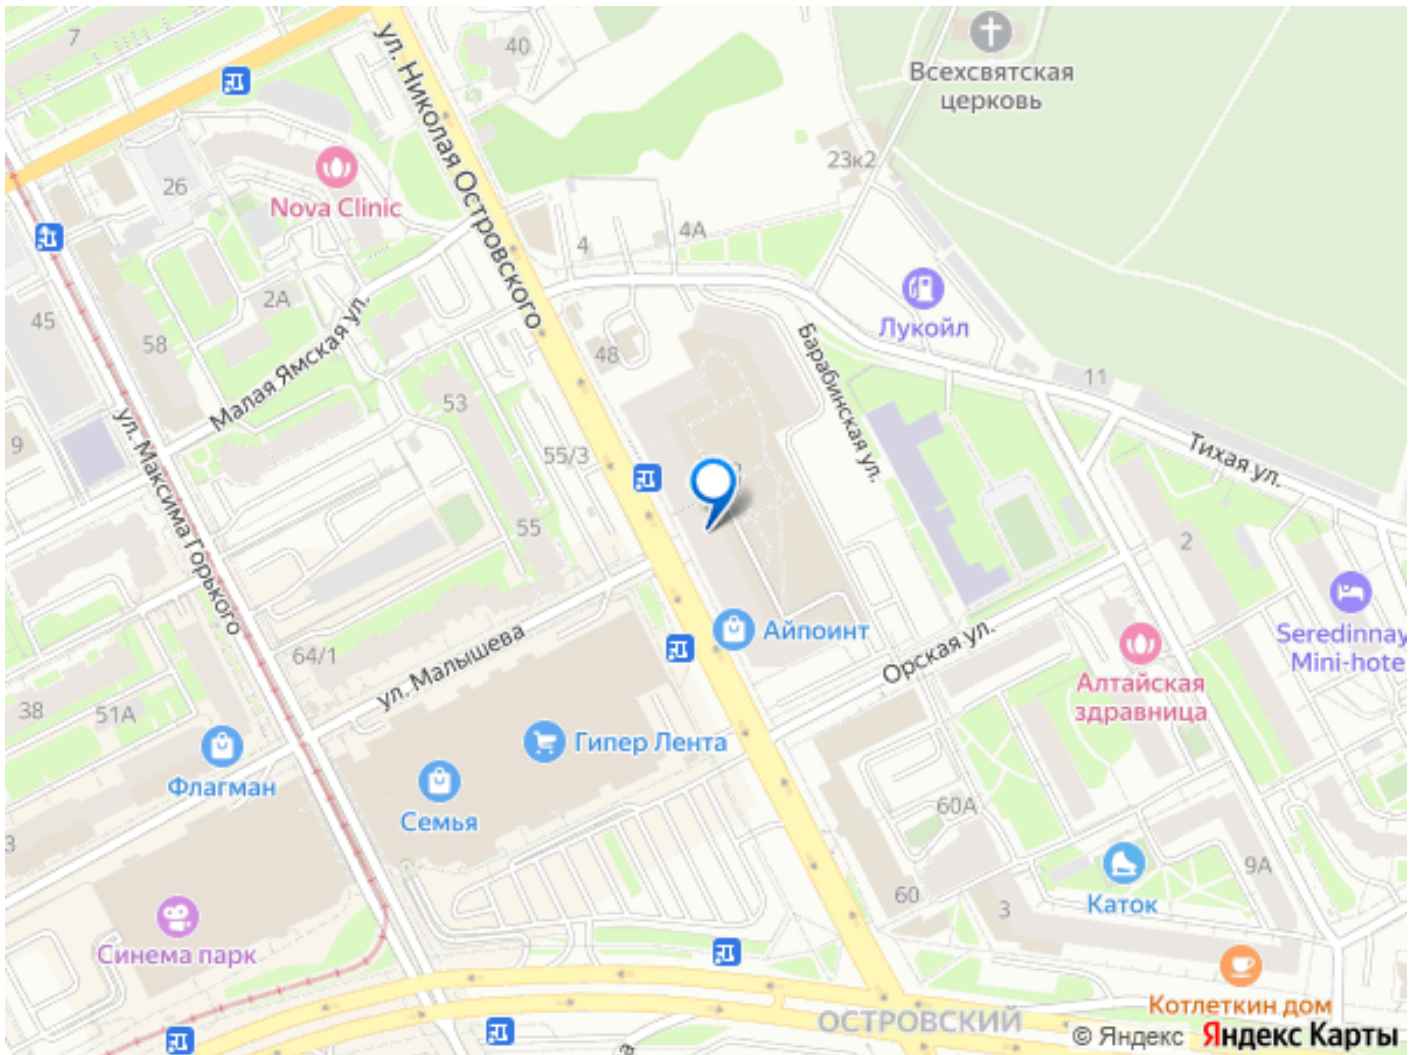 7
40
ул. Николая Островского
Всехсвятская
церковь
23к2
26
Nova Clinic
4
4А
2А
Малая Ямская ул.
Лукойл
45
58
48
Барабинская ул.
11
9
ул. Максима Горького
53
55/3
Тихая ул.
55
2
Айпоинт
Seredinnay
Mini-hote
64/1
ул. Малышева
Орская ул.
Алтайская
здравница
38
51А
Флагман
Гипер Лента
Семья
60А
3
9А
60
3
Каток
Синема парк
Котлеткин дом
ОСТРОВСКИЙ
© Яндекс Яндекс Карты